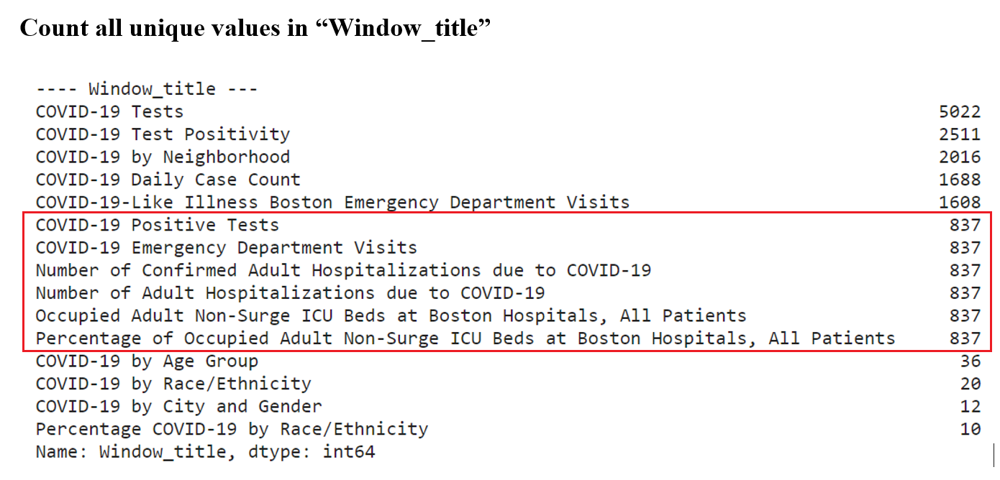 Count all unique values in “Window_title”
---- Window_title ---
COVID-19 Tests 5022
COVID-19 Test Positivity 2511
COVID-19 by Neighborhood 2016
COVID-19 Daily Case Count 1688
COVID-19-Like Illness Boston Emergency Department Visits 1608
COVID-19 Positive Tests 837
COVID-19 Emergency Department Visits 837
Number of Confirmed Adult Hospitalizations due to COVID-19 837
Number of Adult Hospitalizations due to COVID-19 837
Occupied Adult Non-Surge ICU Beds at Boston Hospitals, All Patients 837
Percentage of Occupied Adult Non-Surge ICU Beds at Boston Hospitals, All Patients 837
COVID-19 by Age Group 36
COVID-19 by Race/Ethnicity 20
COVID-19 by City and Gender 12
Percentage COVID-19 by Race/Ethnicity 10
Name: Window_title, dtype: int64